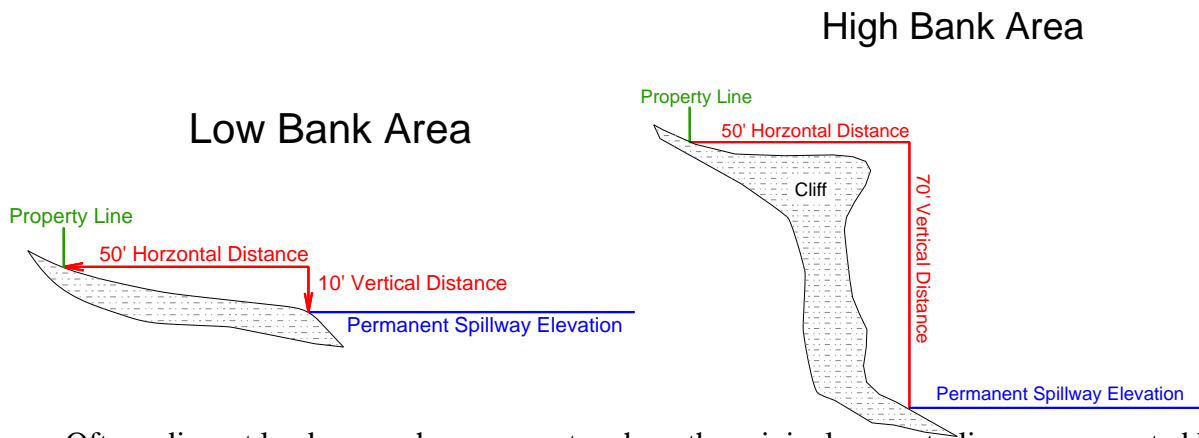 High Bank Area
Low Bank Area
Property Line
50' Horzontal Distance
10' Vertical Distance
Permanent Spillway Elevation
Property Line
50' Horzontal Distance
Cliff
70' Vertical Distance
Permanent Spillway Elevation